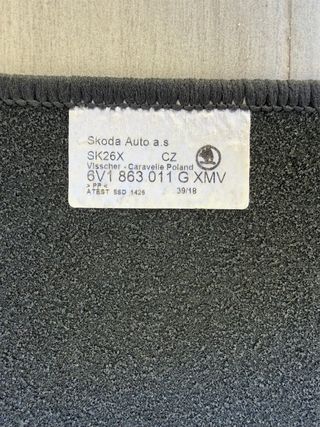 Skoda Auto a.s
SK26X CZ
Visscher - Caravelle Poland
6V1 863 011 G XMV
> PP <
ATEST SSD 1426 39/18